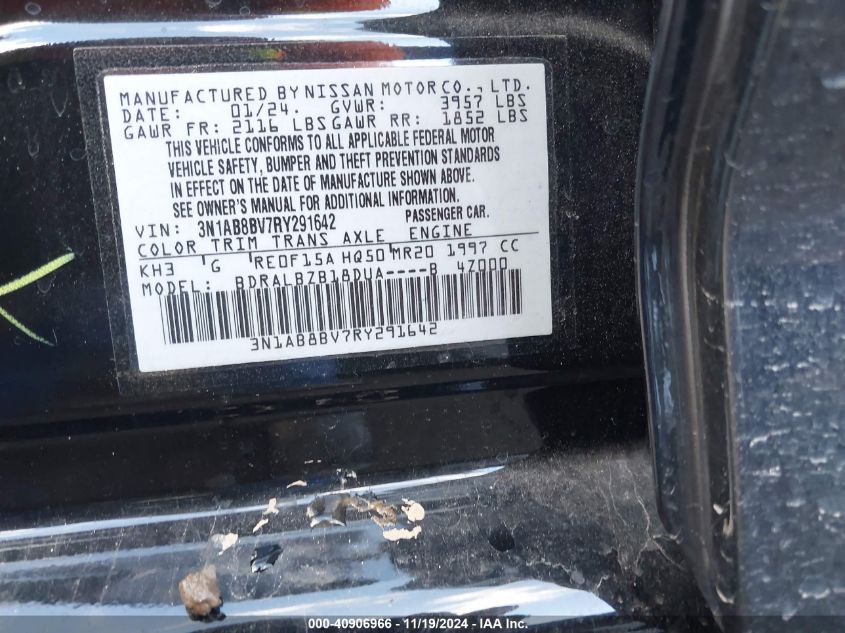 MANUFACTURED BY NISSAN MOTOR CO., LTD.
DATE: 01/24. GVWR: 3957 LBS
GAWR FR: 2116 LBS GAWR RR: 1852 LBS
THIS VEHICLE CONFORMS TO ALL APPLICABLE FEDERAL MOTOR
VEHICLE SAFETY, BUMPER AND THEFT PREVENTION STANDARDS
IN EFFECT ON THE DATE OF MANUFACTURE SHOWN ABOVE.
SEE OWNER'S MANUAL FOR ADDITIONAL INFORMATION.
VIN: 3N1AB8BV7RY291642 PASSENGER CAR.
COLOR TRIM TRANS AXLE ENGINE
KH3 G RE0F15A HQ50 MR20 1997 CC
MODEL: BDRALBZB18DUA----B 4Z000
3N1AB8BV7RY291642
000-40906966 - 11/19/2024 - IAA Inc.